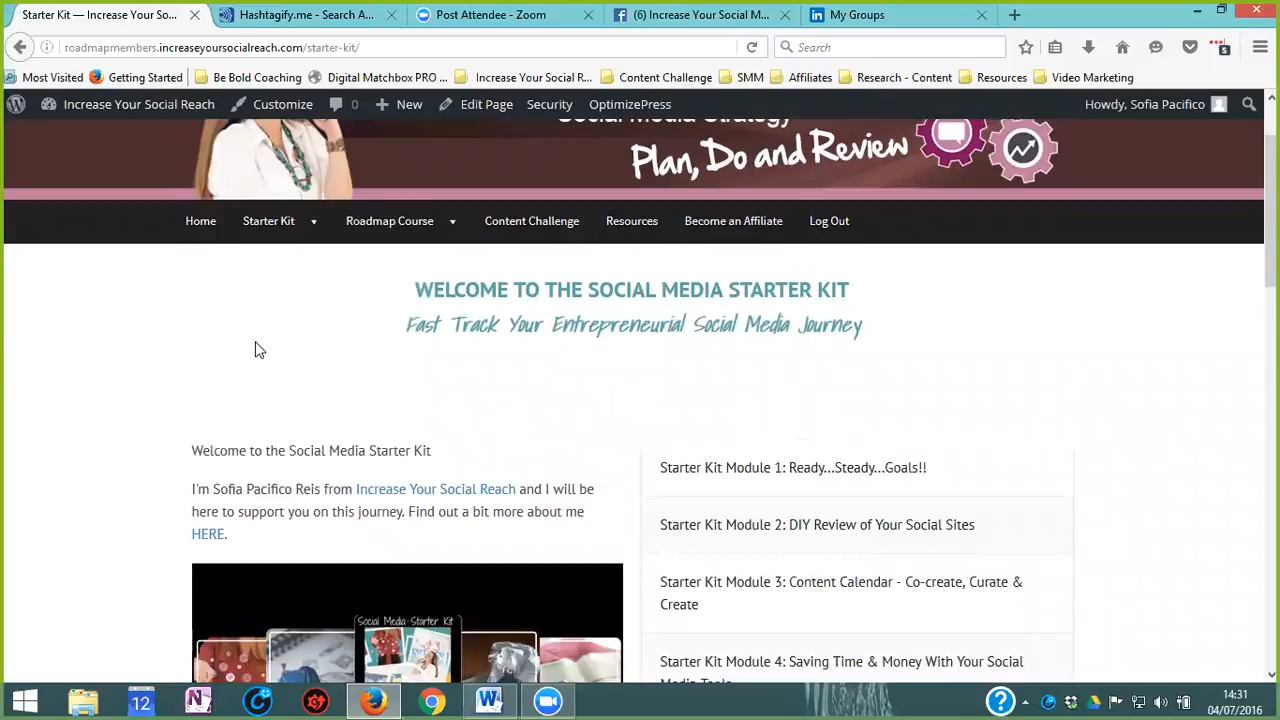 Starter Kit — Increase Your So...
Hashtagify.me - Search A...
Post Attendee - Zoom
(6) Increase Your Social M...
My Groups
roadmapmembers.increaseyoursocialreach.com/starter-kit/
Search
Most Visited
Getting Started
Be Bold Coaching
Digital Matchbox PRO ...
Increase Your Social R...
Content Challenge
SMM
Affiliates
Research - Content
Resources
Video Marketing
Increase Your Social Reach
Customize
0
New
Edit Page
Security
OptimizePress
Howdy, Sofia Pacifico
Social Media Strategy
Plan, Do and Review
Home
Starter Kit
Roadmap Course
Content Challenge
Resources
Become an Affiliate
Log Out
WELCOME TO THE SOCIAL MEDIA STARTER KIT
Fast Track Your Entrepreneurial Social Media Journey
Welcome to the Social Media Starter Kit
I'm Sofia Pacifico Reis from Increase Your Social Reach and I will be
here to support you on this journey. Find out a bit more about me
HERE.
Social Media Starter Kit
Starter Kit Module 1: Ready...Steady...Goals!!
Starter Kit Module 2: DIY Review of Your Social Sites
Starter Kit Module 3: Content Calendar - Co-create, Curate &
Create
Starter Kit Module 4: Saving Time & Money With Your Social
Media Tools
12
14:31
04/07/2016